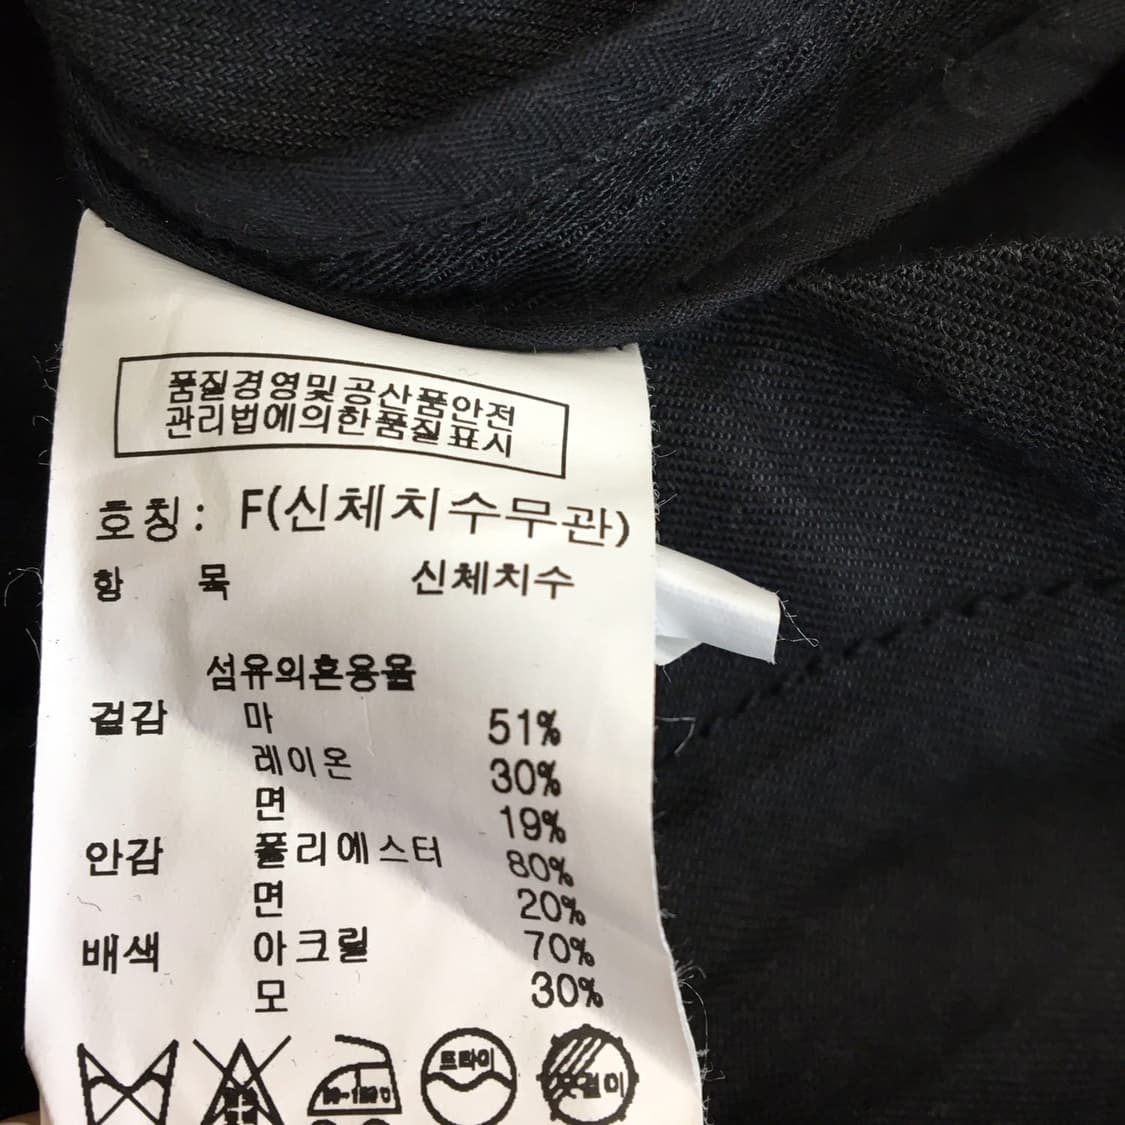 품질경영및공산품안전
관리법에의한품질표시
호칭: F(신체치수무관)
항 목 신체치수
섬유의혼용율
겉감 마 51%
레이온 30%
면 19%
안감 폴리에스터 80%
면 20%
배색 아크릴 70%
모 30%
드라이
옷걸이